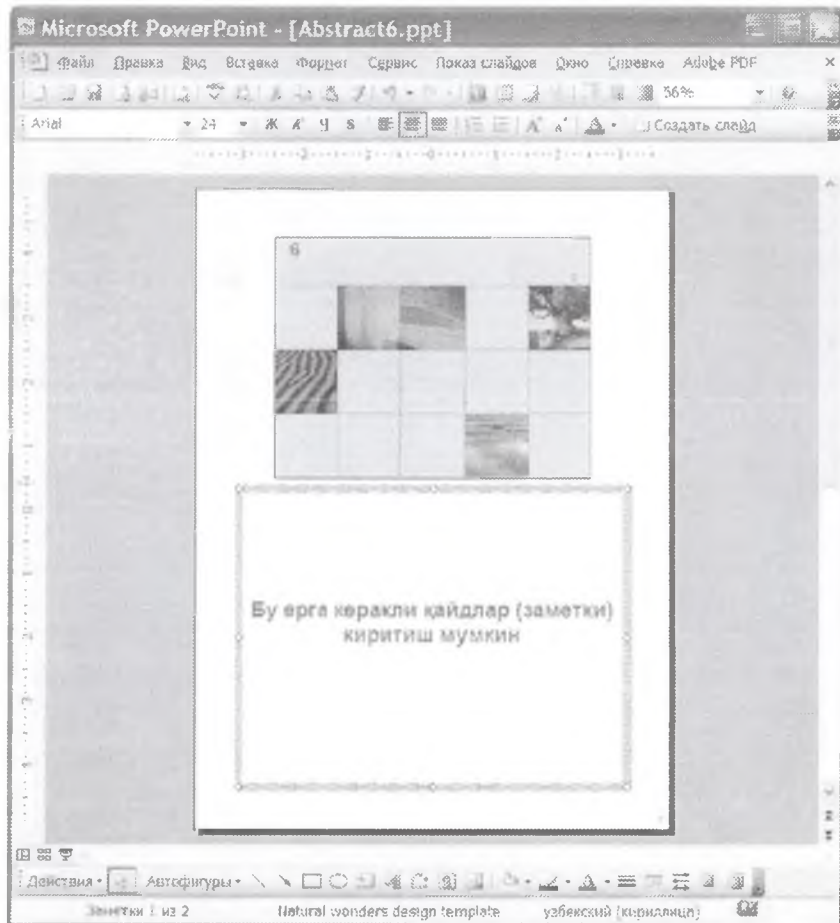 Microsoft PowerPoint - [Abstract6.ppt]
Файл Правка Вид Вставка Формат Сервис Показ слайдов Окно Справка Adobe PDF ×
56%
Arial 24 Ж К Ч S Создать слайд
6
Бу ерга керакли қайдлар (заметки)
киритиш мумкин
Действия Автофигуры
Заметки 1 из 2 Natural wonders design template узбекский (кириллица)